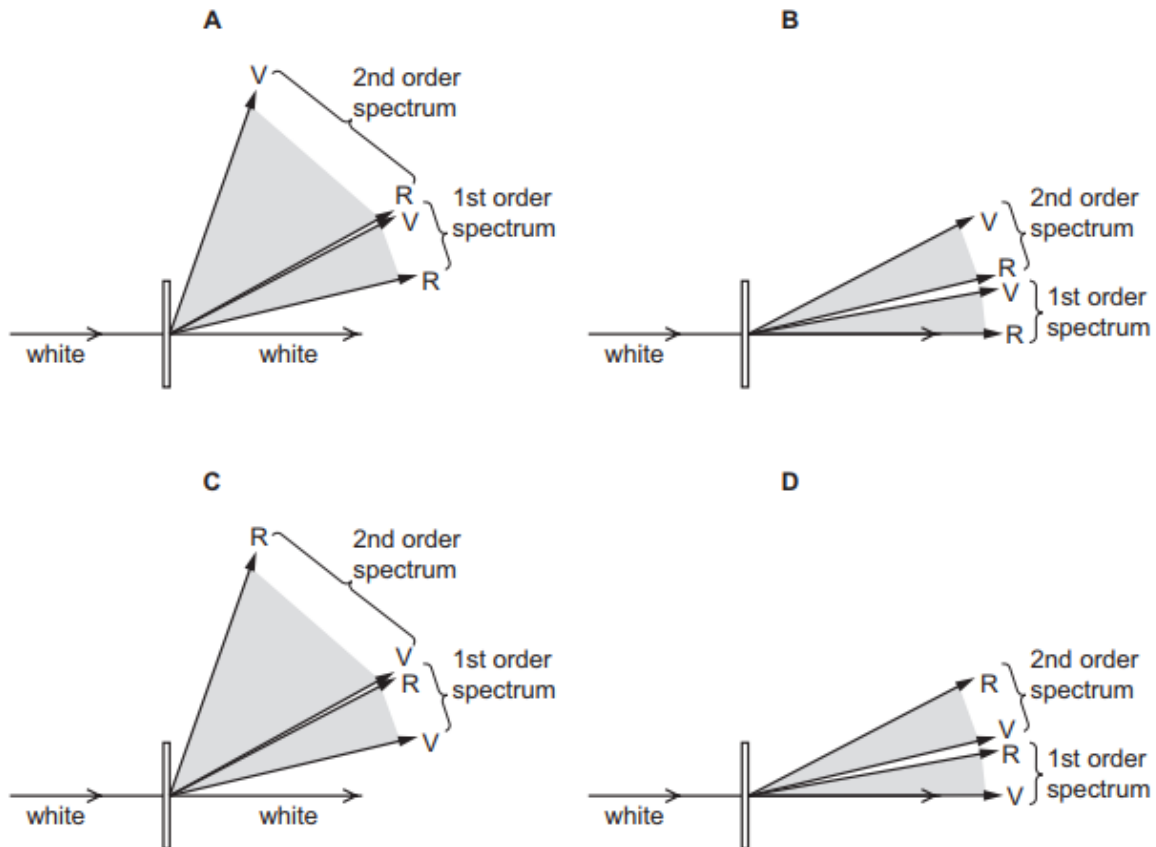 A
V
2nd order
spectrum
R
V
1st order
spectrum
R
white
white
B
V
2nd order
spectrum
R
V
1st order
spectrum
R
white
C
R
2nd order
spectrum
V
R
1st order
spectrum
V
white
white
D
R
2nd order
spectrum
V
R
1st order
spectrum
V
white